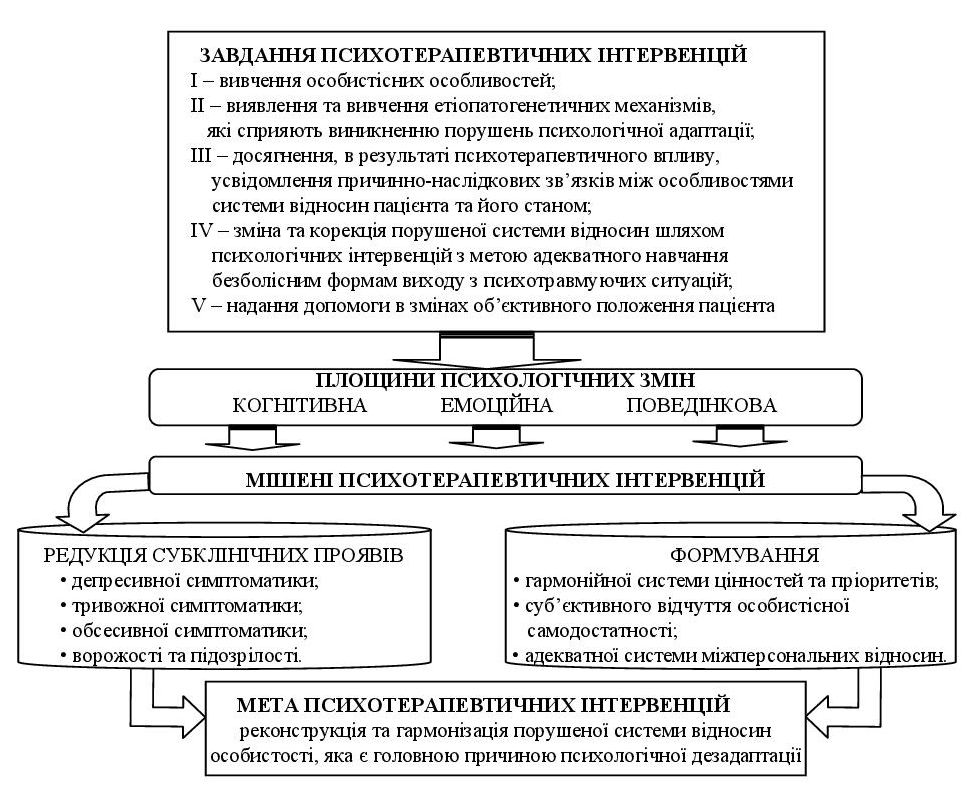 ЗАВДАННЯ ПСИХОТЕРАПЕВТИЧНИХ ІНТЕРВЕНЦІЙ
I – вивчення особистісних особливостей;
II – виявлення та вивчення етіопатогенетичних механізмів,
які сприяють виникненню порушень психологічної адаптації;
III – досягнення, в результаті психотерапевтичного впливу,
усвідомлення причинно-наслідкових зв’язків між особливостями
системи відносин пацієнта та його станом;
IV – зміна та корекція порушеної системи відносин шляхом
психологічних інтервенцій з метою адекватного навчання
безболісним формам виходу з психотравмуючих ситуацій;
V – надання допомоги в змінах об’єктивного положення пацієнта
ПЛОЩИНИ ПСИХОЛОГІЧНИХ ЗМІН
КОГНІТИВНА ЕМОЦІЙНА ПОВЕДІНКОВА
МІШЕНІ ПСИХОТЕРАПЕВТИЧНИХ ІНТЕРВЕНЦІЙ
РЕДУКЦІЯ СУБКЛІНІЧНИХ ПРОЯВІВ
• депресивної симптоматики;
• тривожної симптоматики;
• обсесивної симптоматики;
• ворожості та підозрілості.
ФОРМУВАННЯ
• гармонійної системи цінностей та пріоритетів;
• суб’єктивного відчуття особистісної
самодостатності;
• адекватної системи міжперсональних відносин.
МЕТА ПСИХОТЕРАПЕВТИЧНИХ ІНТЕРВЕНЦІЙ
реконструкція та гармонізація порушеної системи відносин
особистості, яка є головною причиною психологічної дезадаптації